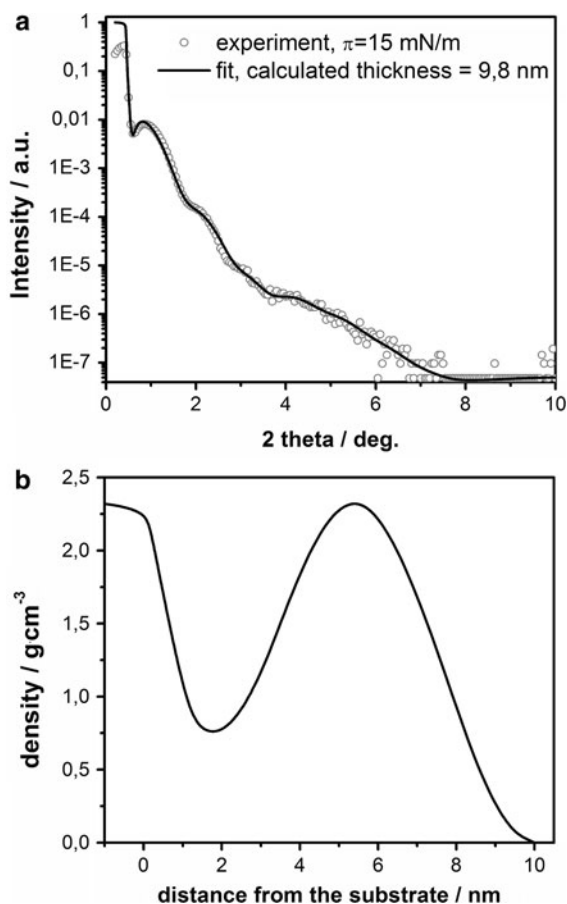 a
1
0,1
0,01
1E-3
1E-4
1E-5
1E-6
1E-7
Intensity / a.u.
experiment, π=15 mN/m
fit, calculated thickness = 9,8 nm
0 2 4 6 8 10
2 theta / deg.
b
2,5
2,0
1,5
1,0
0,5
0,0
density / g·cm⁻³
0 2 4 6 8 10
distance from the substrate / nm